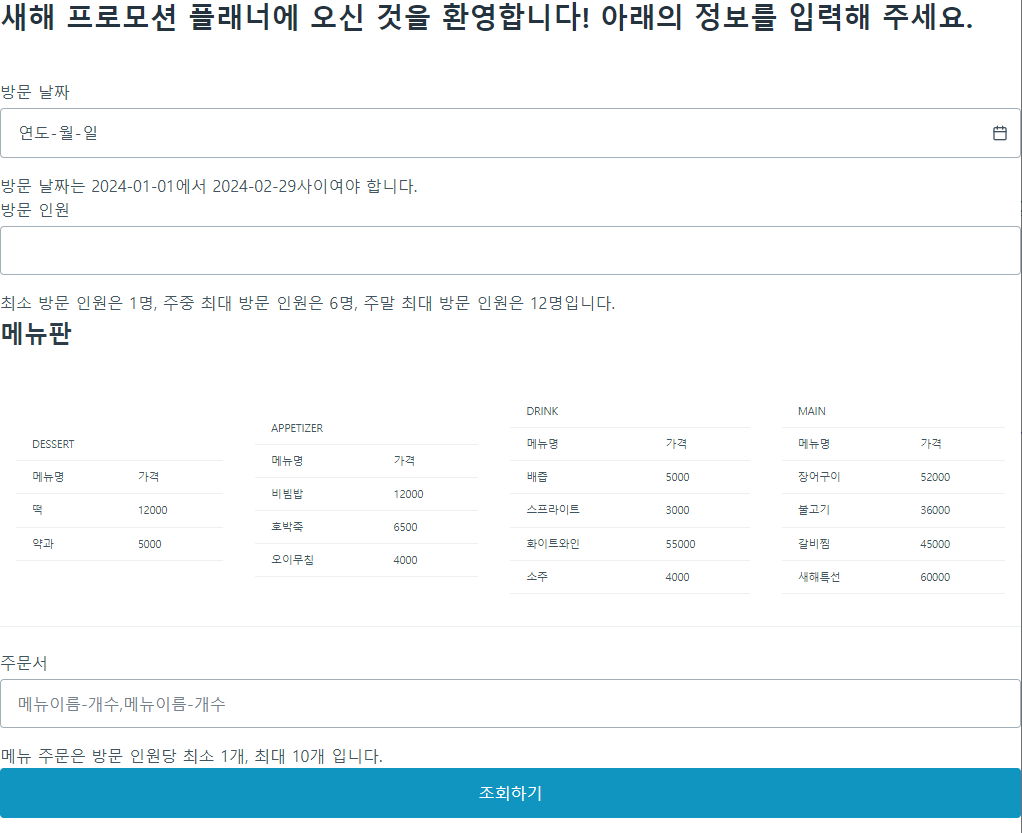 새해 프로모션 플래너에 오신 것을 환영합니다! 아래의 정보를 입력해 주세요.
방문 날짜
연도-월-일
방문 날짜는 2024-01-01에서 2024-02-29사이여야 합니다.
방문 인원
최소 방문 인원은 1명, 주중 최대 방문 인원은 6명, 주말 최대 방문 인원은 12명입니다.
메뉴판
DESSERT
메뉴명 가격
떡 12000
약과 5000
APPETIZER
메뉴명 가격
비빔밥 12000
호박죽 6500
오이무침 4000
DRINK
메뉴명 가격
배즙 5000
스프라이트 3000
화이트와인 55000
소주 4000
MAIN
메뉴명 가격
장어구이 52000
불고기 36000
갈비찜 45000
새해특선 60000
주문서
메뉴이름-개수,메뉴이름-개수
메뉴 주문은 방문 인원당 최소 1개, 최대 10개 입니다.
조회하기